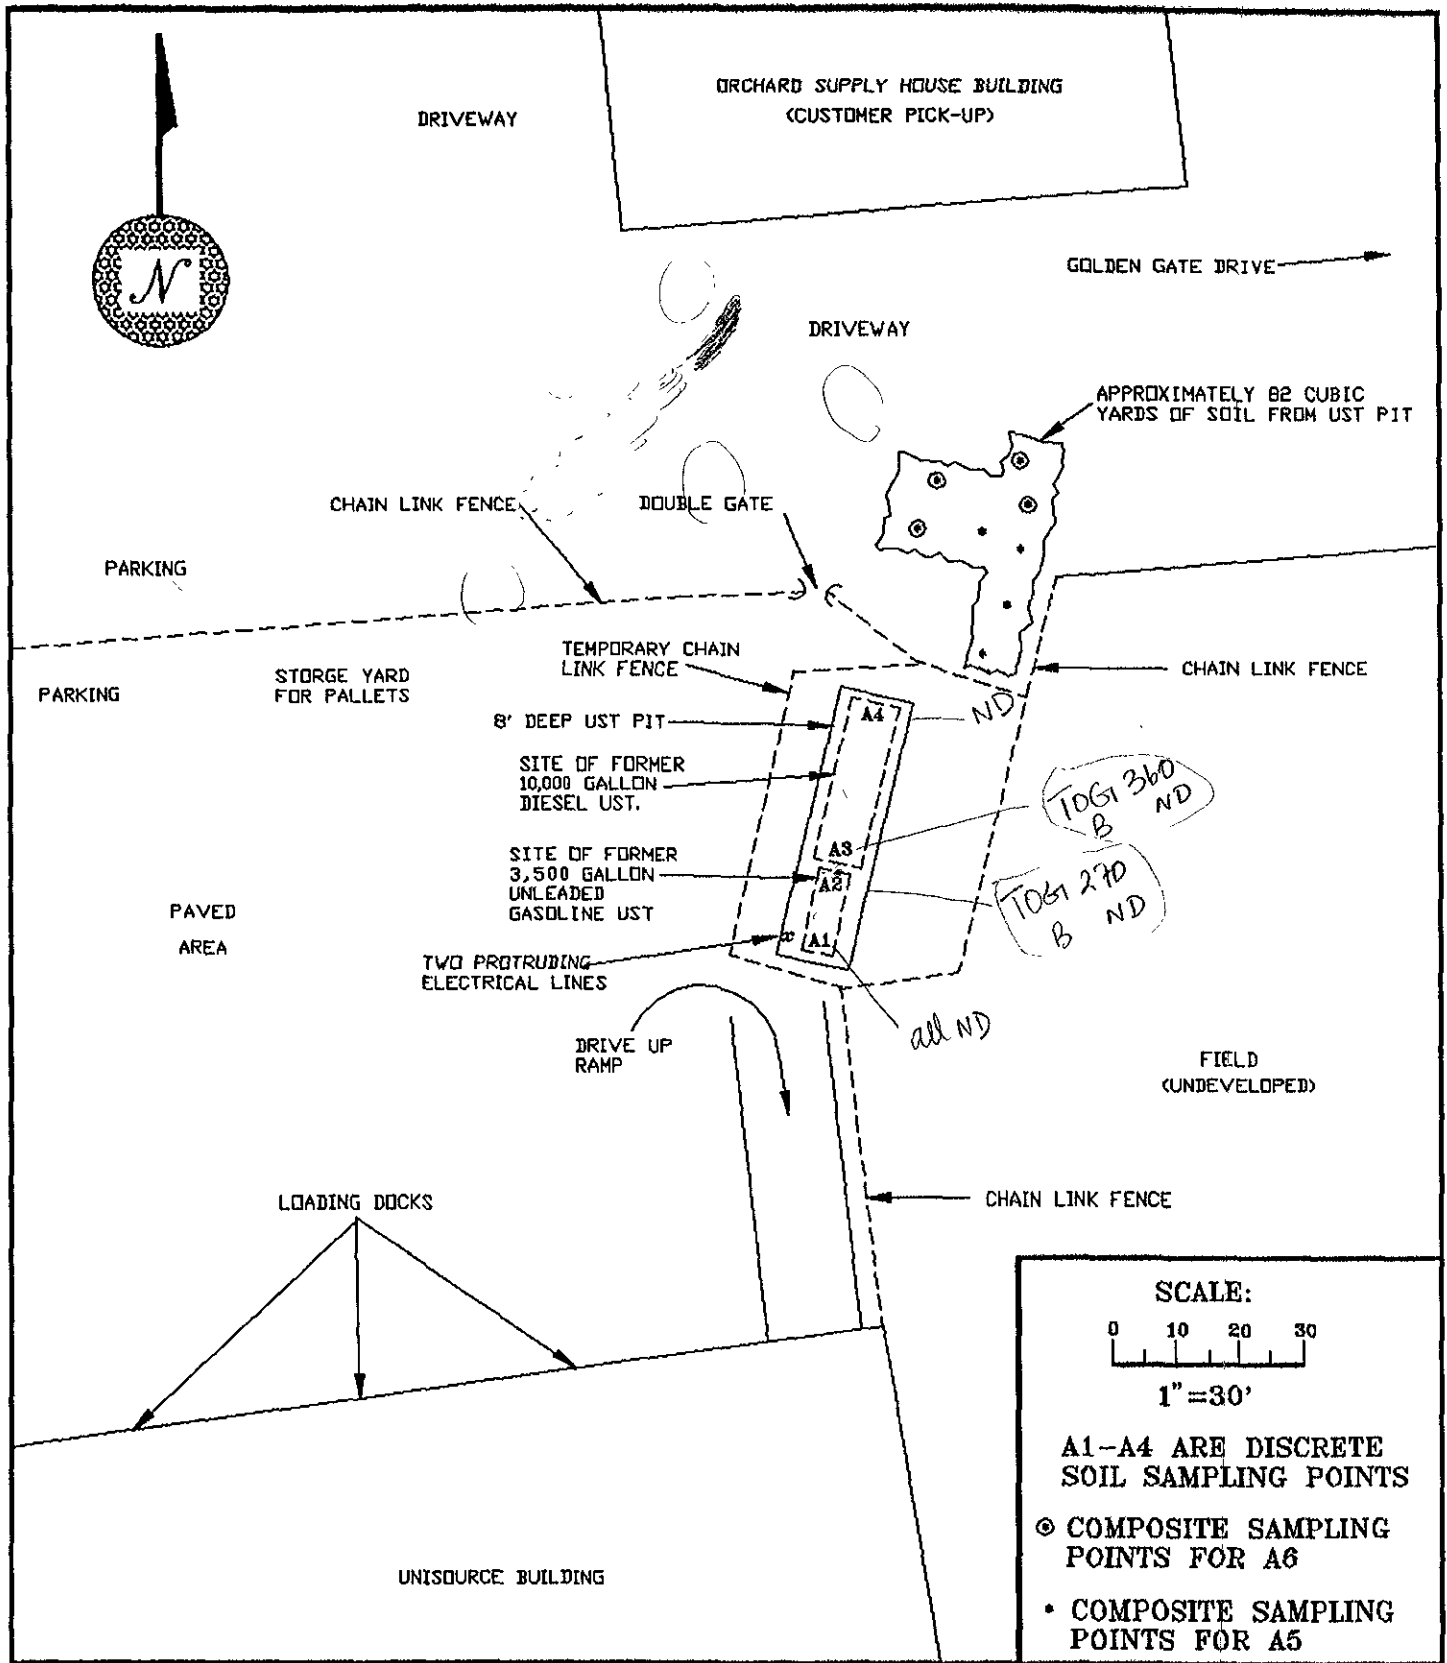 ORCHARD SUPPLY HOUSE BUILDING
(CUSTOMER PICK-UP)
DRIVEWAY
N
GOLDEN GATE DRIVE
DRIVEWAY
APPROXIMATELY 82 CUBIC
YARDS OF SOIL FROM UST PIT
CHAIN LINK FENCE
DOUBLE GATE
PARKING
TEMPORARY CHAIN
LINK FENCE
CHAIN LINK FENCE
STORGE YARD
FOR PALLETS
PARKING
8' DEEP UST PIT
A4
ND
SITE OF FORMER
10,000 GALLON
DIESEL UST.
TOG 360
B ND
A3
SITE OF FORMER
3,500 GALLON
UNLEADED
GASOLINE UST
A2
TOG 270
B ND
PAVED
AREA
x
A1
TWO PROTRUDING
ELECTRICAL LINES
all ND
DRIVE UP
RAMP
FIELD
(UNDEVELOPED)
LOADING DOCKS
CHAIN LINK FENCE
UNISOURCE BUILDING
SCALE:
0 10 20 30
1"=30'
A1-A4 ARE DISCRETE
SOIL SAMPLING POINTS
COMPOSITE SAMPLING
POINTS FOR A6
COMPOSITE SAMPLING
POINTS FOR A5